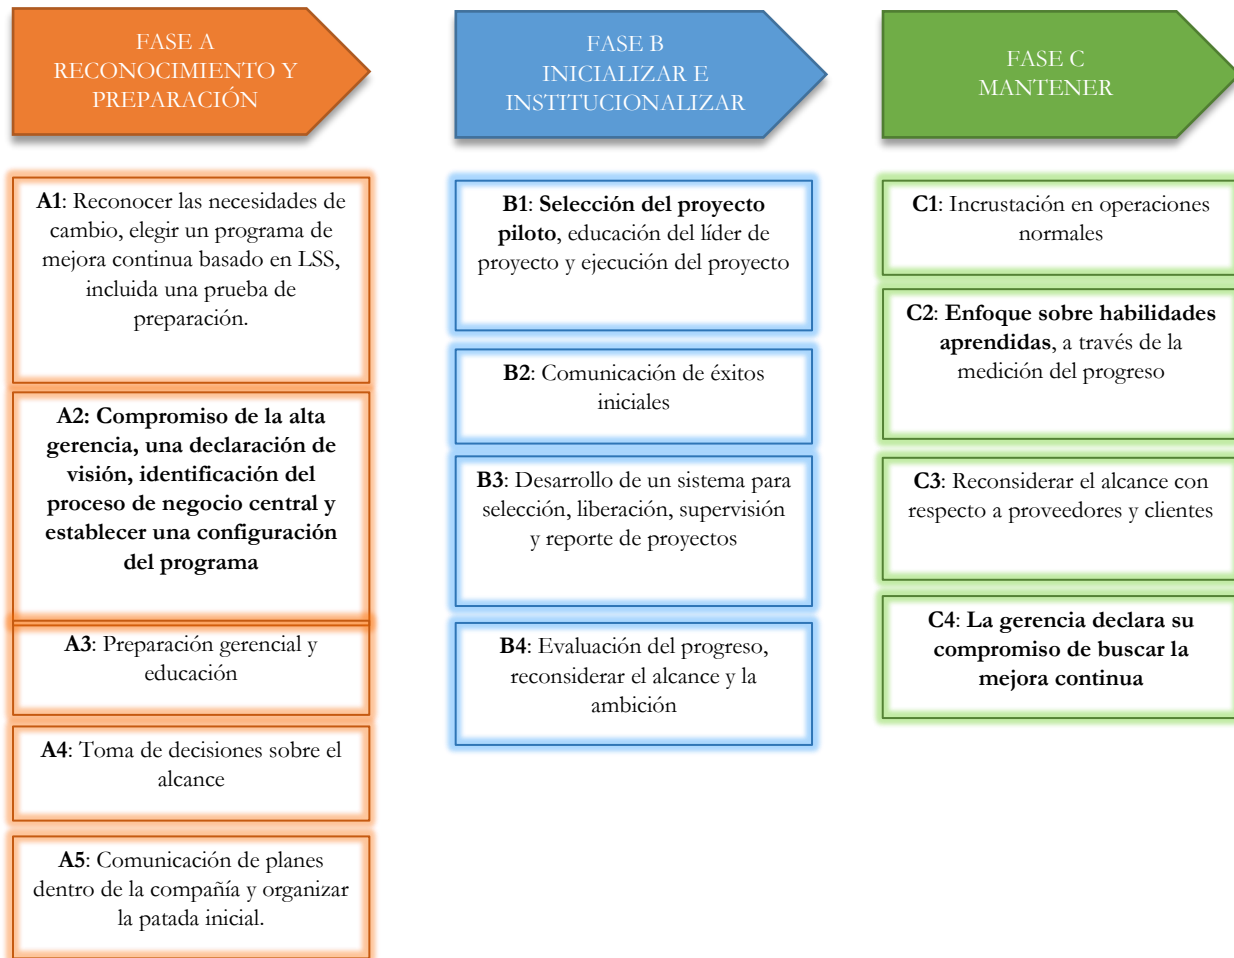 FASE A
RECONOCIMIENTO Y
PREPARACIÓN
A1: Reconocer las necesidades de
cambio, elegir un programa de
mejora continua basado en LSS,
incluida una prueba de
preparación.
A2: Compromiso de la alta
gerencia, una declaración de
visión, identificación del
proceso de negocio central y
establecer una configuración
del programa
A3: Preparación gerencial y
educación
A4: Toma de decisiones sobre el
alcance
A5: Comunicación de planes
dentro de la compañía y organizar
la patada inicial.
FASE B
INICIALIZAR E
INSTITUCIONALIZAR
B1: Selección del proyecto
piloto, educación del líder de
proyecto y ejecución del proyecto
B2: Comunicación de éxitos
iniciales
B3: Desarrollo de un sistema para
selección, liberación, supervisión
y reporte de proyectos
B4: Evaluación del progreso,
reconsiderar el alcance y la
ambición
FASE C
MANTENER
C1: Incrustación en operaciones
normales
C2: Enfoque sobre habilidades
aprendidas, a través de la
medición del progreso
C3: Reconsiderar el alcance con
respecto a proveedores y clientes
C4: La gerencia declara su
compromiso de buscar la
mejora continua